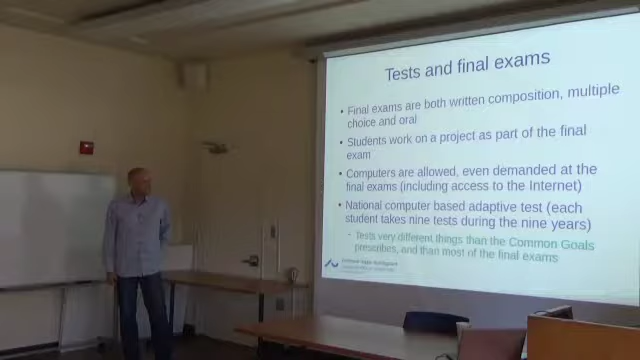 Tests and final exams
• Final exams are both written composition, multiple
choice and oral
• Students work on a project as part of the final
exam
• Computers are allowed, even demanded at the
final exams (including access to the Internet)
• National computer based adaptive test (each
student takes nine tests during the nine years)
- Tests very different things than the Common Goals
prescribes, and than most of the final exams